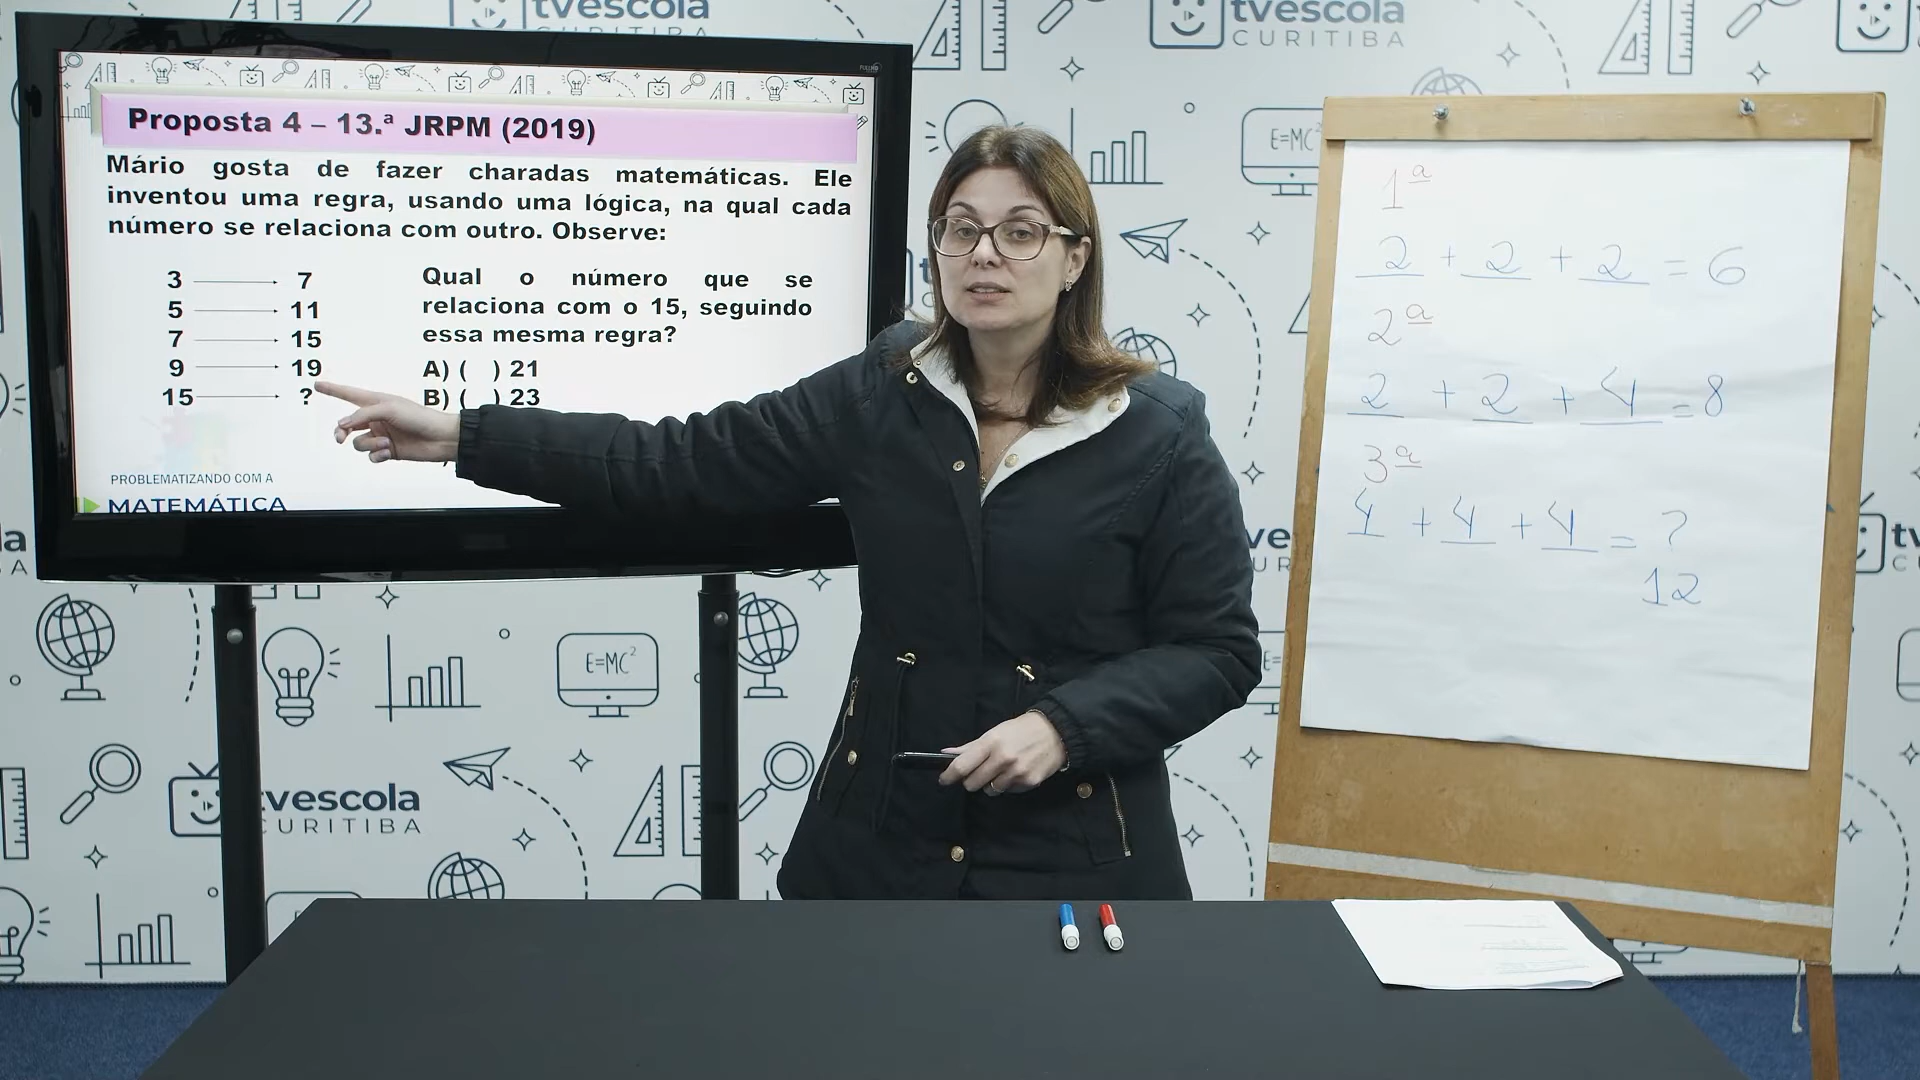 tvescola
CURITIBA
tvescola
CURITIBA
Proposta 4 – 13.ª JRPM (2019)
Mário gosta de fazer charadas matemáticas. Ele
inventou uma regra, usando uma lógica, na qual cada
número se relaciona com outro. Observe:
3 7
5 11
7 15
9 19
15 ?
Qual o número que se
relaciona com o 15, seguindo
essa mesma regra?
A) ( ) 21
B) ( ) 23
PROBLEMATIZANDO COM A
MATEMÁTICA
1ª
2 + 2 + 2 = 6
2ª
2 + 2 + 4 = 8
3ª
4 + 4 + 4 = ?
12
E=MC²
E=MC²
tvescola
CURITIBA